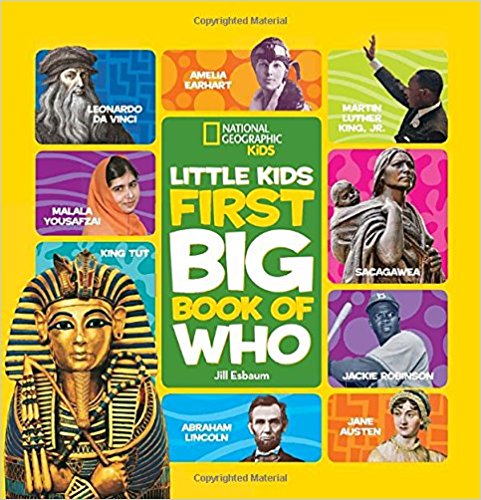 Copyrighted Material
LEONARDO
DA VINCI
AMELIA
EARHART
MARTIN
LUTHER
KING, JR.
NATIONAL
GEOGRAPHIC
KiDS
MALALA
YOUSAFZAI
LITTLE KIDS
FIRST
BIG
BOOK OF
WHO
Jill Esbaum
SACAGAWEA
KING TUT
B
JACKIE ROBINSON
ABRAHAM
LINCOLN
JANE
AUSTEN
Copyrighted Material